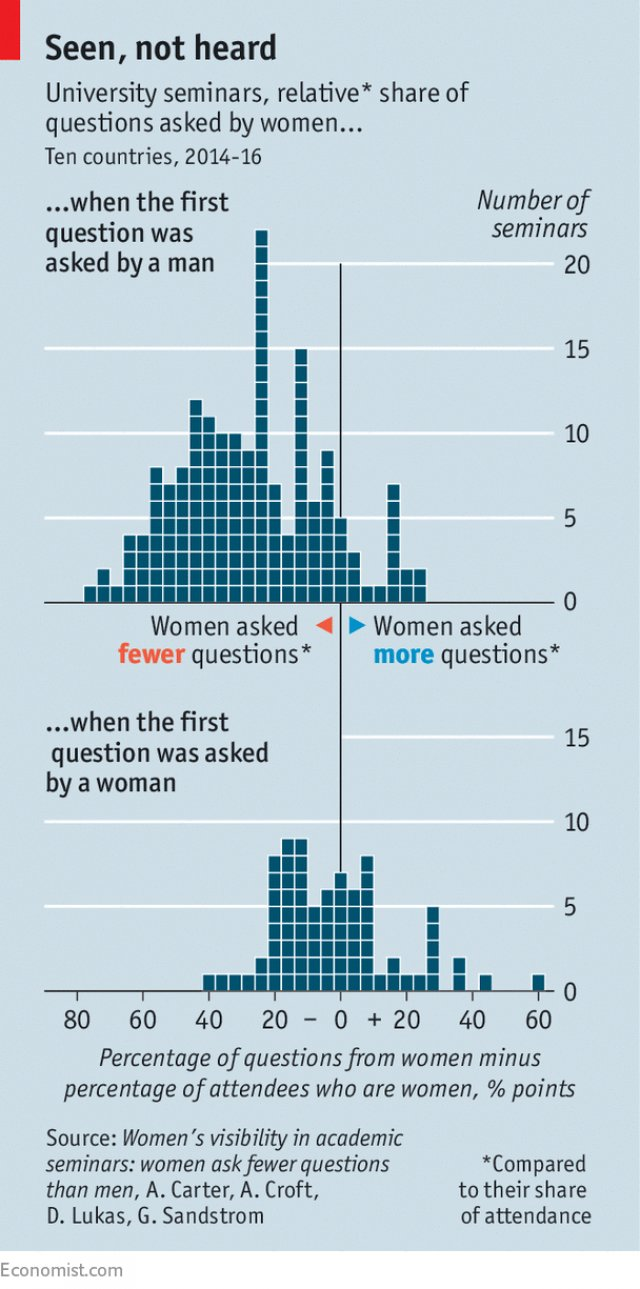 Seen, not heard
University seminars, relative* share of
questions asked by women...
Ten countries, 2014-16
...when the first
question was
asked by a man
Number of
seminars
20
15
10
5
0
Women asked
fewer questions*
Women asked
more questions*
...when the first
question was asked
by a woman
15
10
5
0
80 60 40 20 – 0 + 20 40 60
Percentage of questions from women minus
percentage of attendees who are women, % points
Source: Women's visibility in academic
seminars: women ask fewer questions
than men, A. Carter, A. Croft,
D. Lukas, G. Sandstrom
*Compared
to their share
of attendance
Economist.com